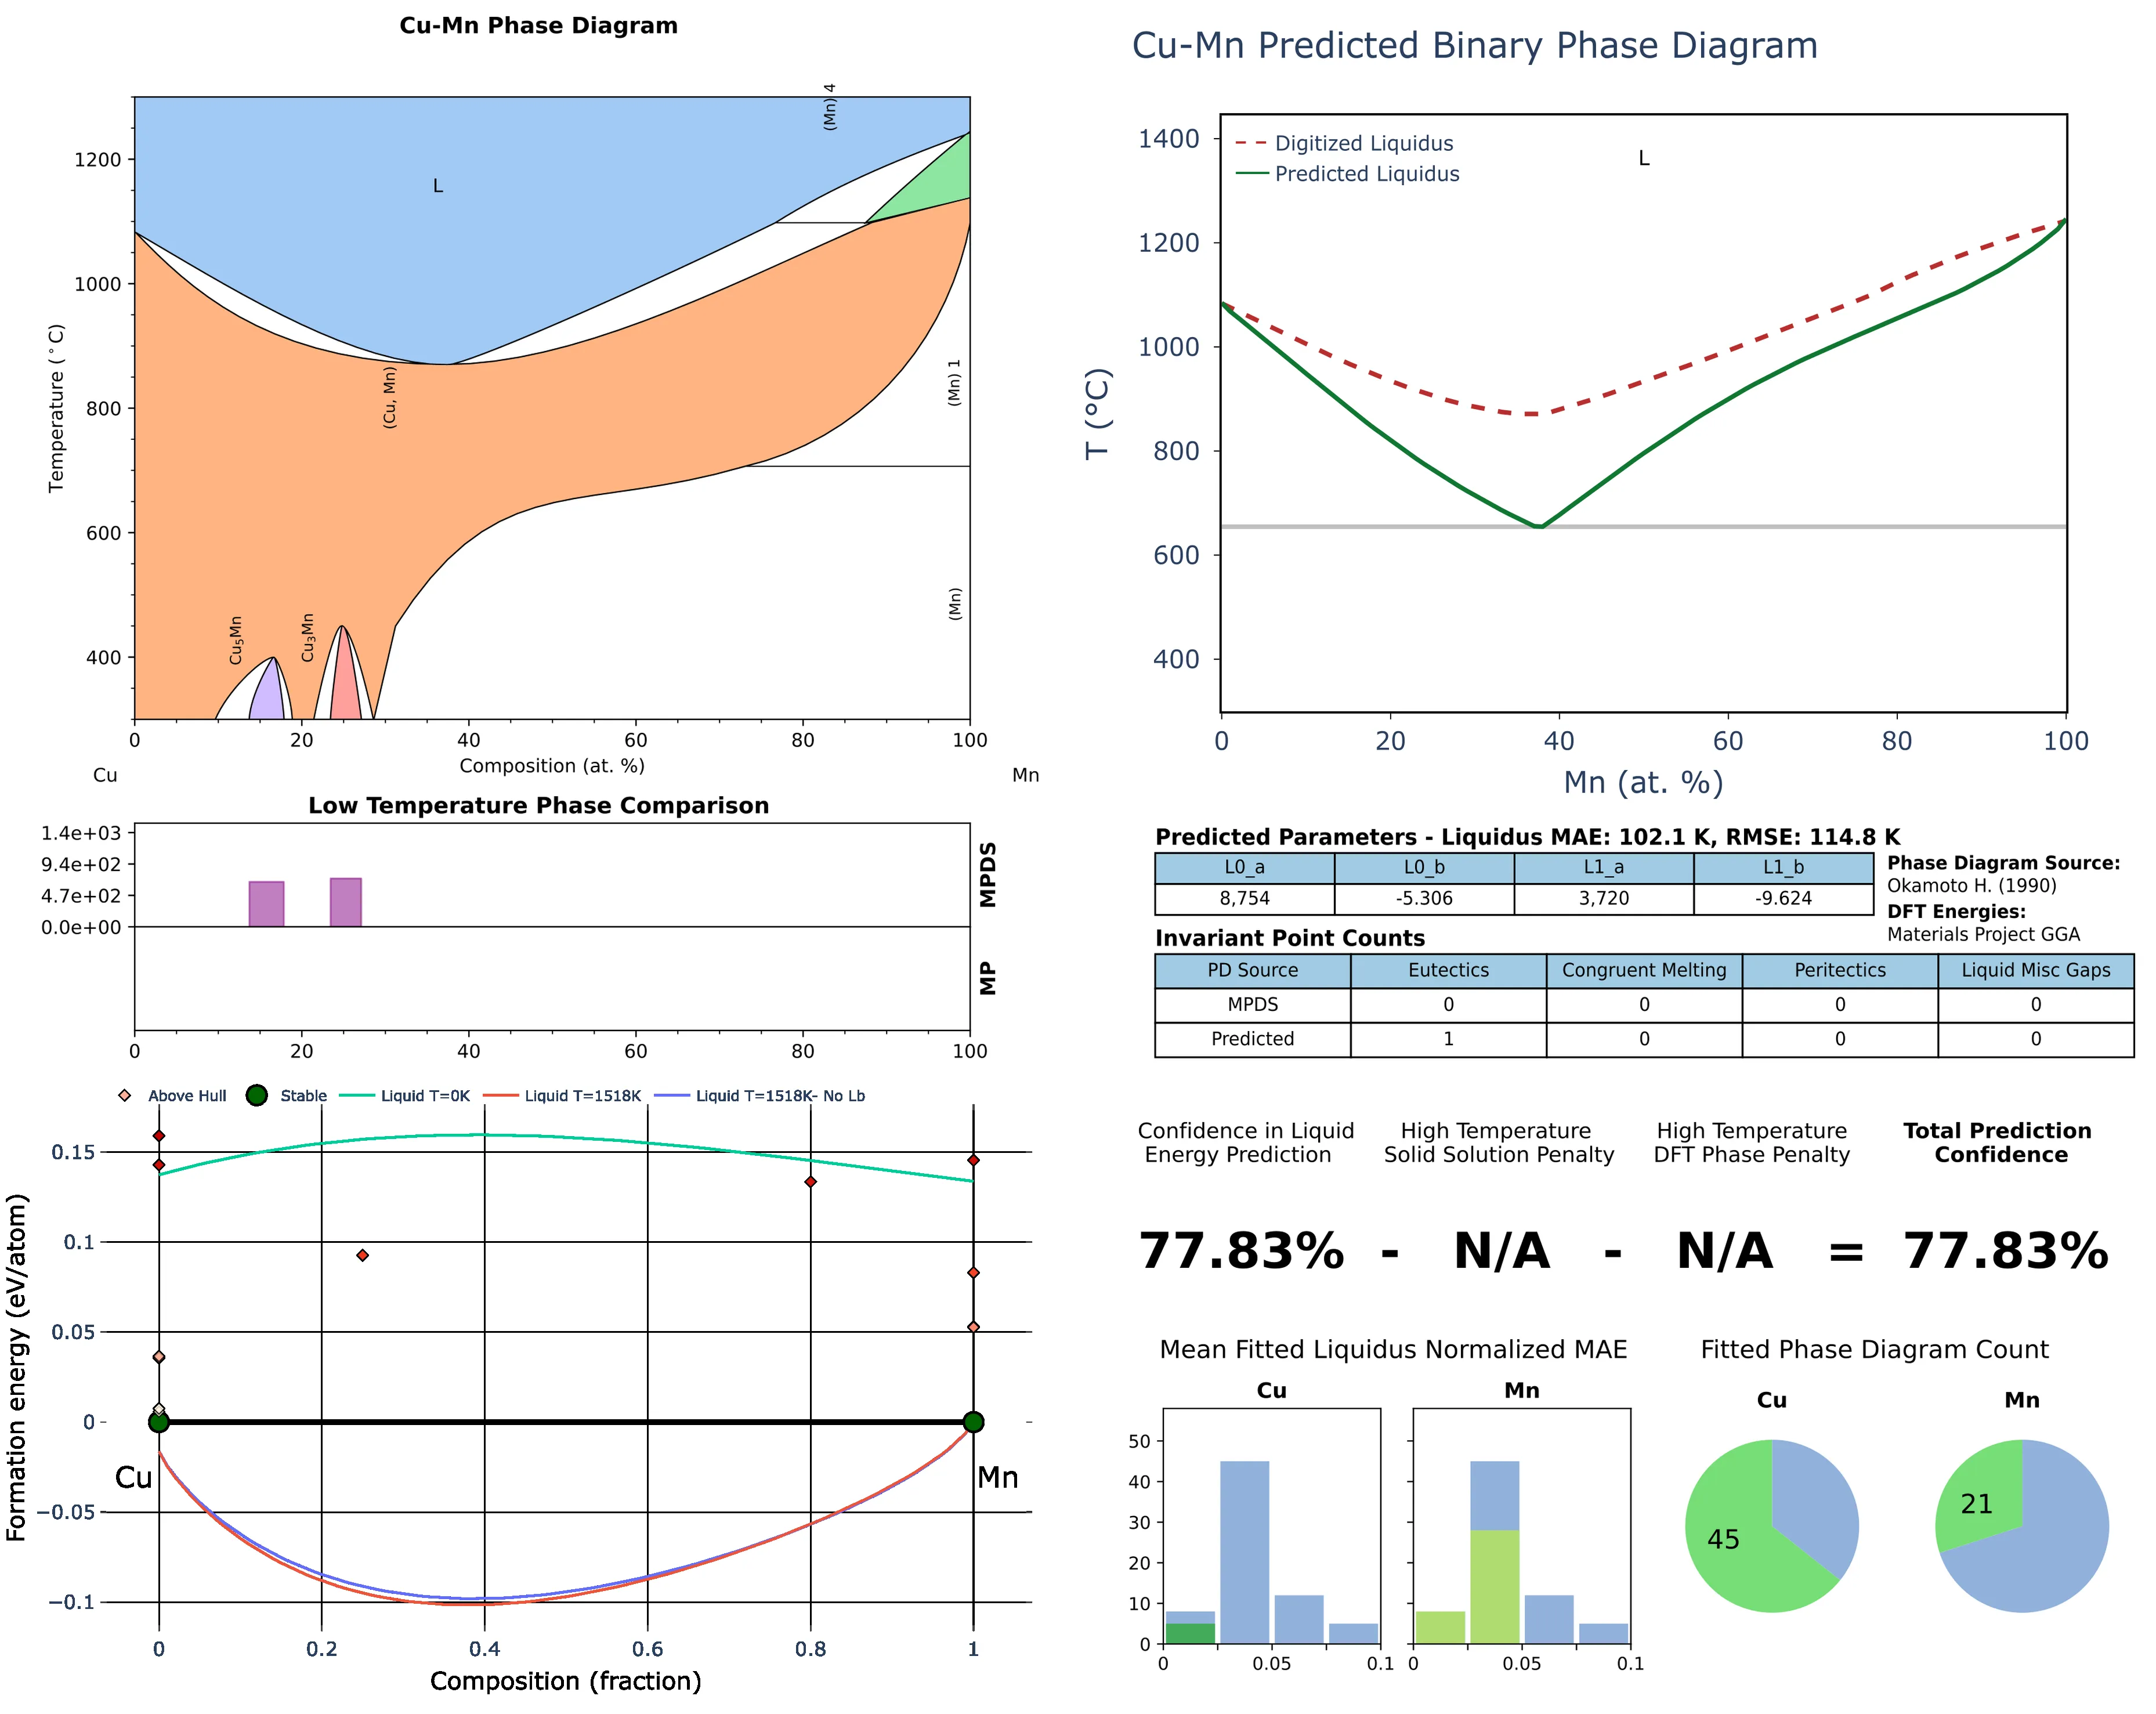 Cu-Mn Phase Diagram
Temperature (°C)
1200
1000
800
600
400
L
(Mn) 4
(Cu, Mn)
(Mn) 1
(Mn)
Cu₅Mn
Cu₃Mn
0 20 40 60 80 100
Composition (at. %)
Cu Mn
Low Temperature Phase Comparison
1.4e+03
9.4e+02
4.7e+02
0.0e+00
MPDS
MP
0 20 40 60 80 100
Above Hull Stable Liquid T=0K Liquid T=1518K Liquid T=1518K- No Lb
Formation energy (eV/atom)
0.15
0.1
0.05
0
−0.05
−0.1
Cu Mn
0 0.2 0.4 0.6 0.8 1
Composition (fraction)
Cu-Mn Predicted Binary Phase Diagram
T (°C)
1400
1200
1000
800
600
400
Digitized Liquidus
Predicted Liquidus
L
0 20 40 60 80 100
Mn (at. %)
Predicted Parameters - Liquidus MAE: 102.1 K, RMSE: 114.8 K
L0_a L0_b L1_a L1_b
8,754 -5.306 3,720 -9.624
Phase Diagram Source:
Okamoto H. (1990)
DFT Energies:
Materials Project GGA
Invariant Point Counts
PD Source Eutectics Congruent Melting Peritectics Liquid Misc Gaps
MPDS 0 0 0 0
Predicted 1 0 0 0
Confidence in Liquid
Energy Prediction
High Temperature
Solid Solution Penalty
High Temperature
DFT Phase Penalty
Total Prediction
Confidence
77.83% - N/A - N/A = 77.83%
Mean Fitted Liquidus Normalized MAE
Cu Mn
50
40
30
20
10
0
0 0.05 0.1 0 0.05 0.1
Fitted Phase Diagram Count
Cu Mn
45 21